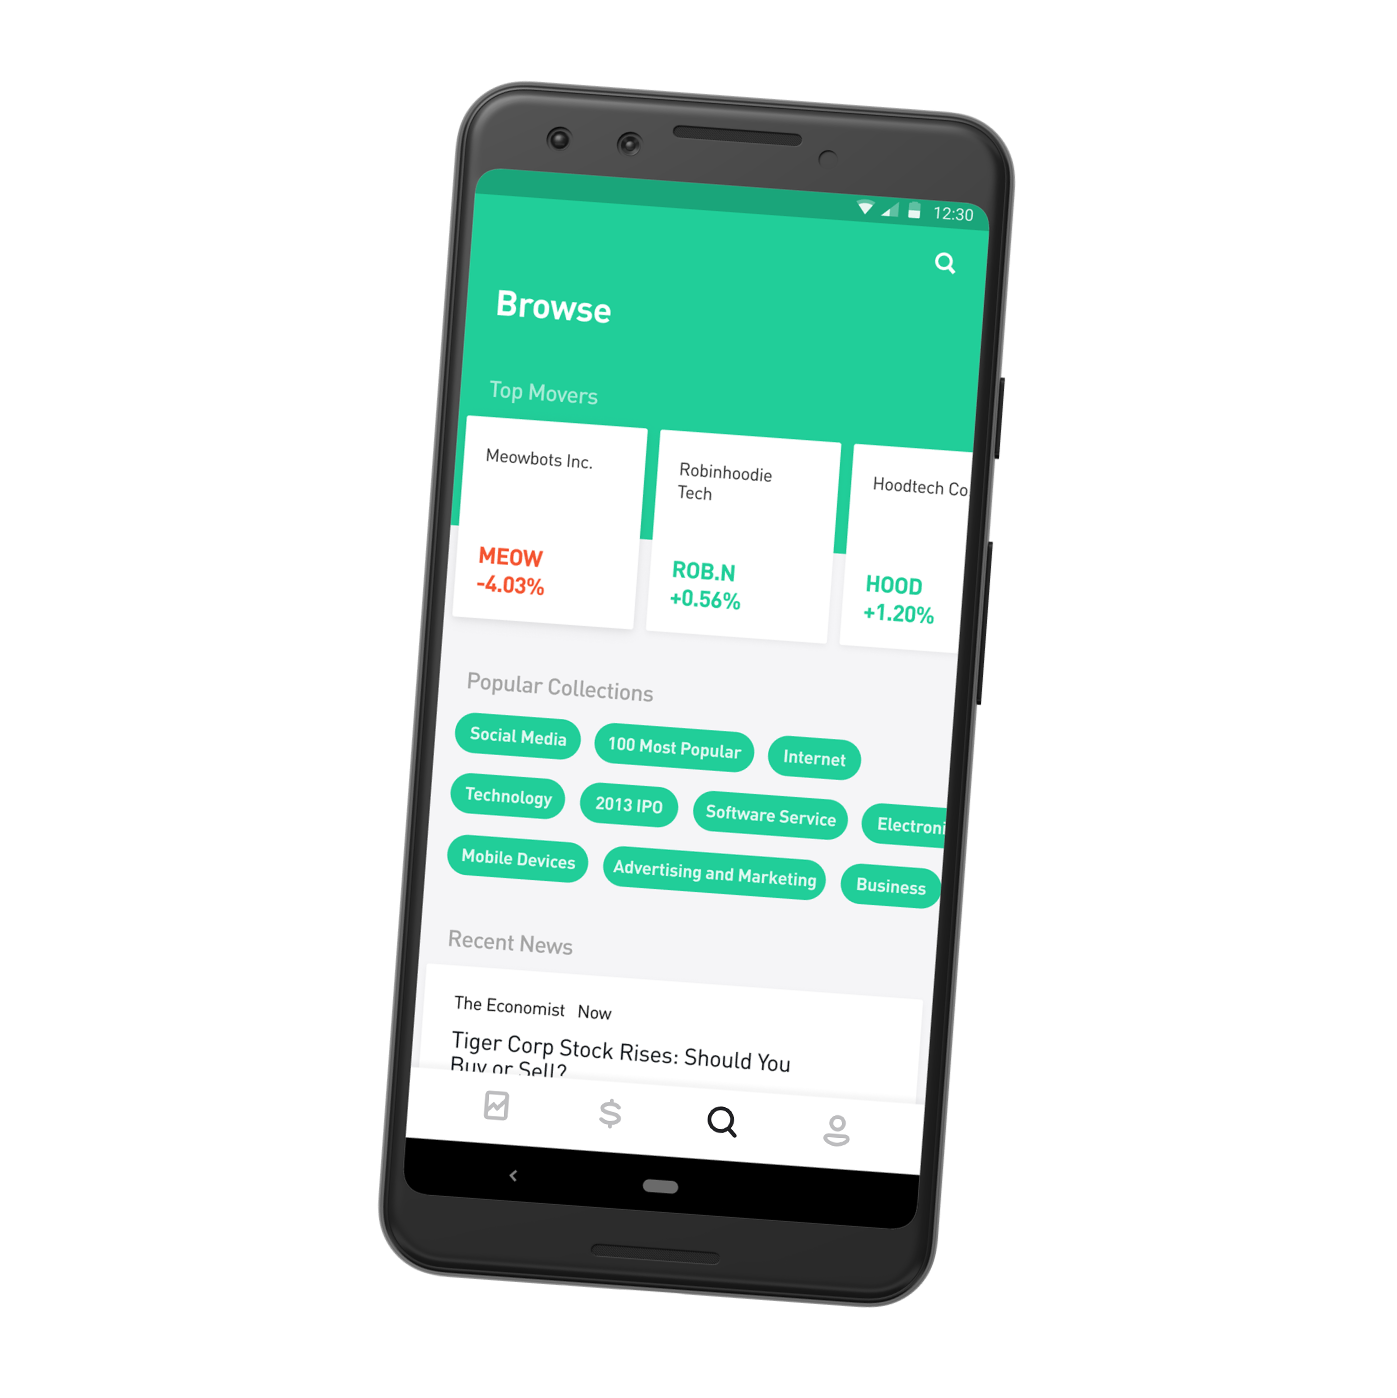 12:30
Browse
Top Movers
Meowbots Inc.
MEOW
-4.03%
Robinhoodie
Tech
ROB.N
+0.56%
Hoodtech Co
HOOD
+1.20%
Popular Collections
Social Media
100 Most Popular
Internet
Technology
2013 IPO
Software Service
Electroni
Mobile Devices
Advertising and Marketing
Business
Recent News
The Economist Now
Tiger Corp Stock Rises: Should You
Buy or Sell?